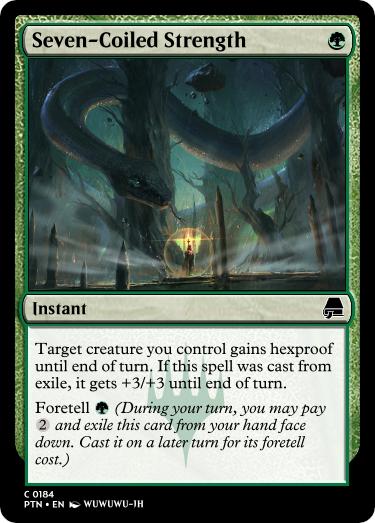 Seven-Coiled Strength
Instant
Target creature you control gains hexproof
until end of turn. If this spell was cast from
exile, it gets +3/+3 until end of turn.
Foretell (During your turn, you may pay
2 and exile this card from your hand face
down. Cast it on a later turn for its foretell
cost.)
C 0184
PTN • EN WUWUWU-JH